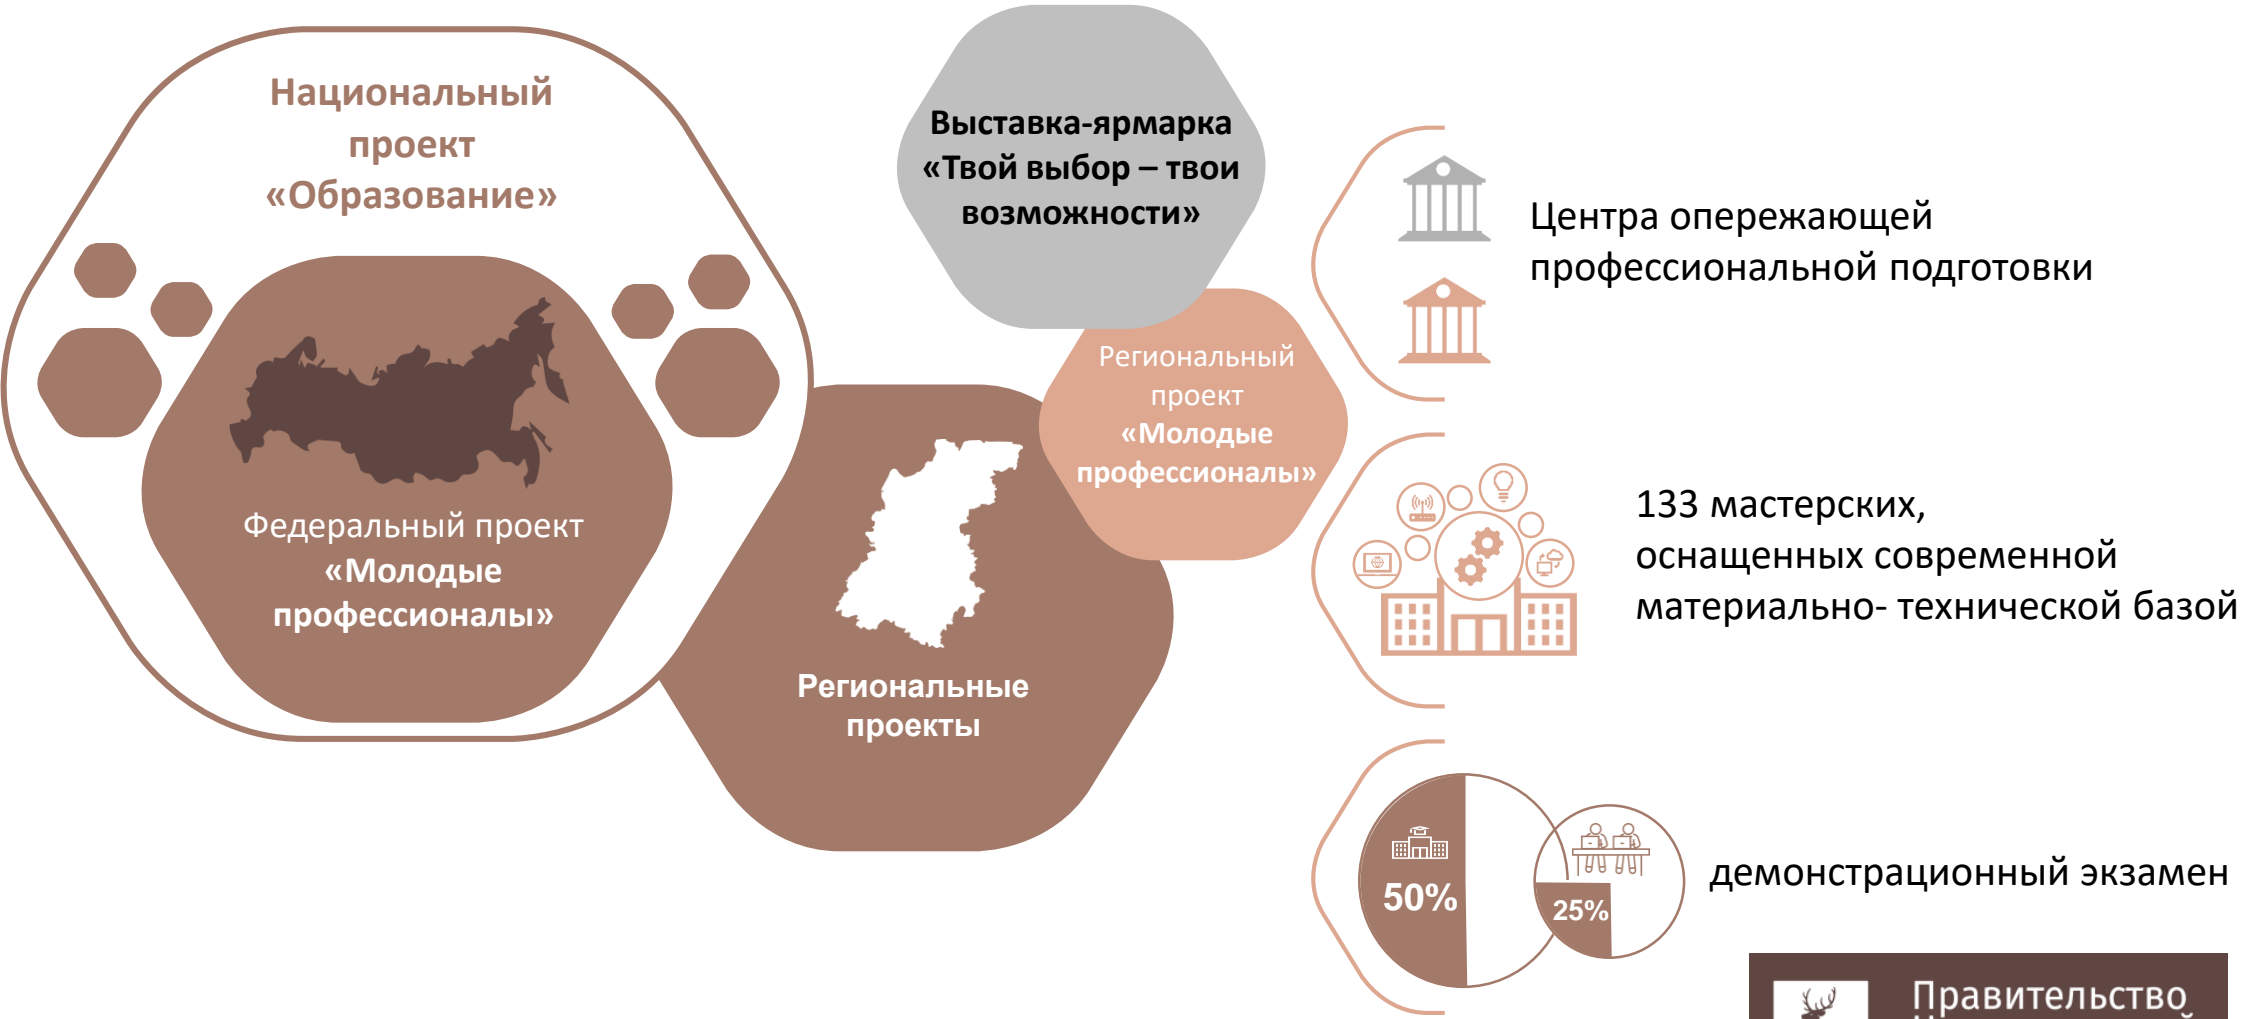 Национальный
проект
«Образование»
Федеральный проект
«Молодые
профессионалы»
Региональные
проекты
Выставка-ярмарка
«Твой выбор – твои
возможности»
Региональный
проект
«Молодые
профессионалы»
Центра опережающей
профессиональной подготовки
133 мастерских,
оснащенных современной
материально- технической базой
50%
25%
демонстрационный экзамен
Правительство